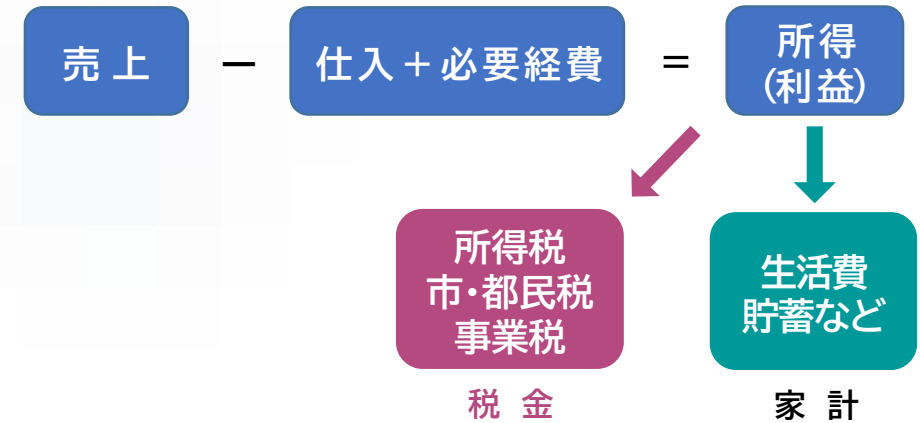 売上 － 仕入＋必要経費 ＝ 所得
(利益)
所得税
市・都民税
事業税
生活費
貯蓄など
税金
家計